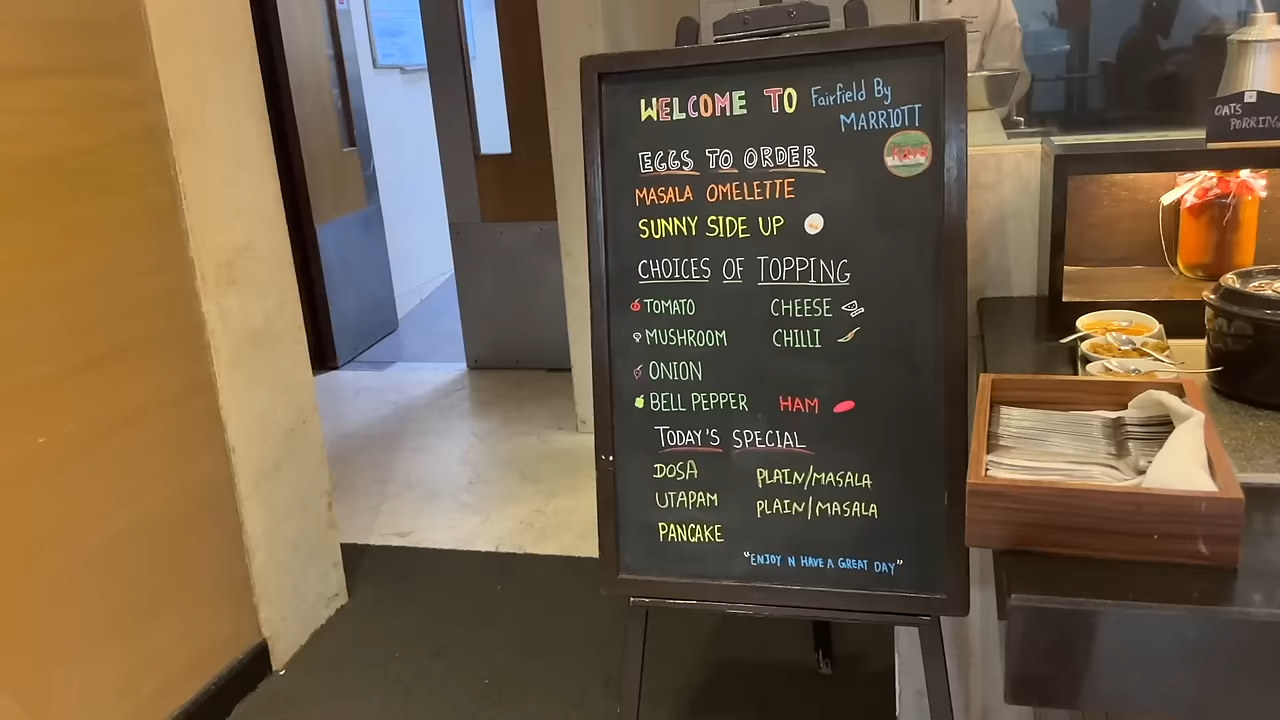 WELCOME TO Fairfield By
MARRIOTT
EGGS TO ORDER
MASALA OMELETTE
SUNNY SIDE UP
CHOICES OF TOPPING
TOMATO CHEESE
MUSHROOM CHILLI
ONION
BELL PEPPER HAM
TODAY'S SPECIAL
DOSA PLAIN/MASALA
UTAPAM PLAIN/MASALA
PANCAKE
"ENJOY N HAVE A GREAT DAY"
OATS